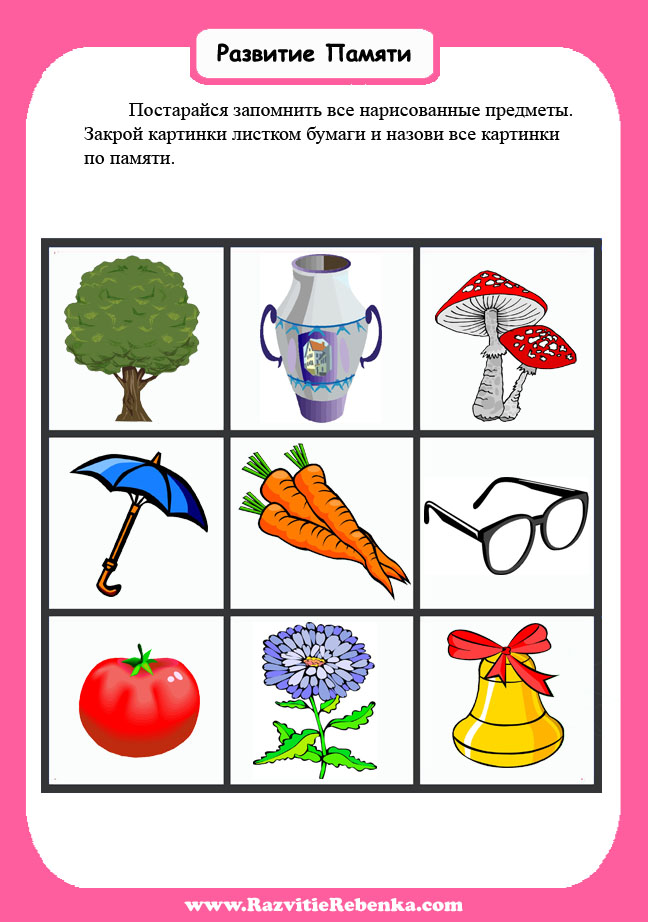 Развитие Памяти
Постарайся запомнить все нарисованные предметы.
Закрой картинки листком бумаги и назови все картинки
по памяти.
www.RazvitieRebenka.com